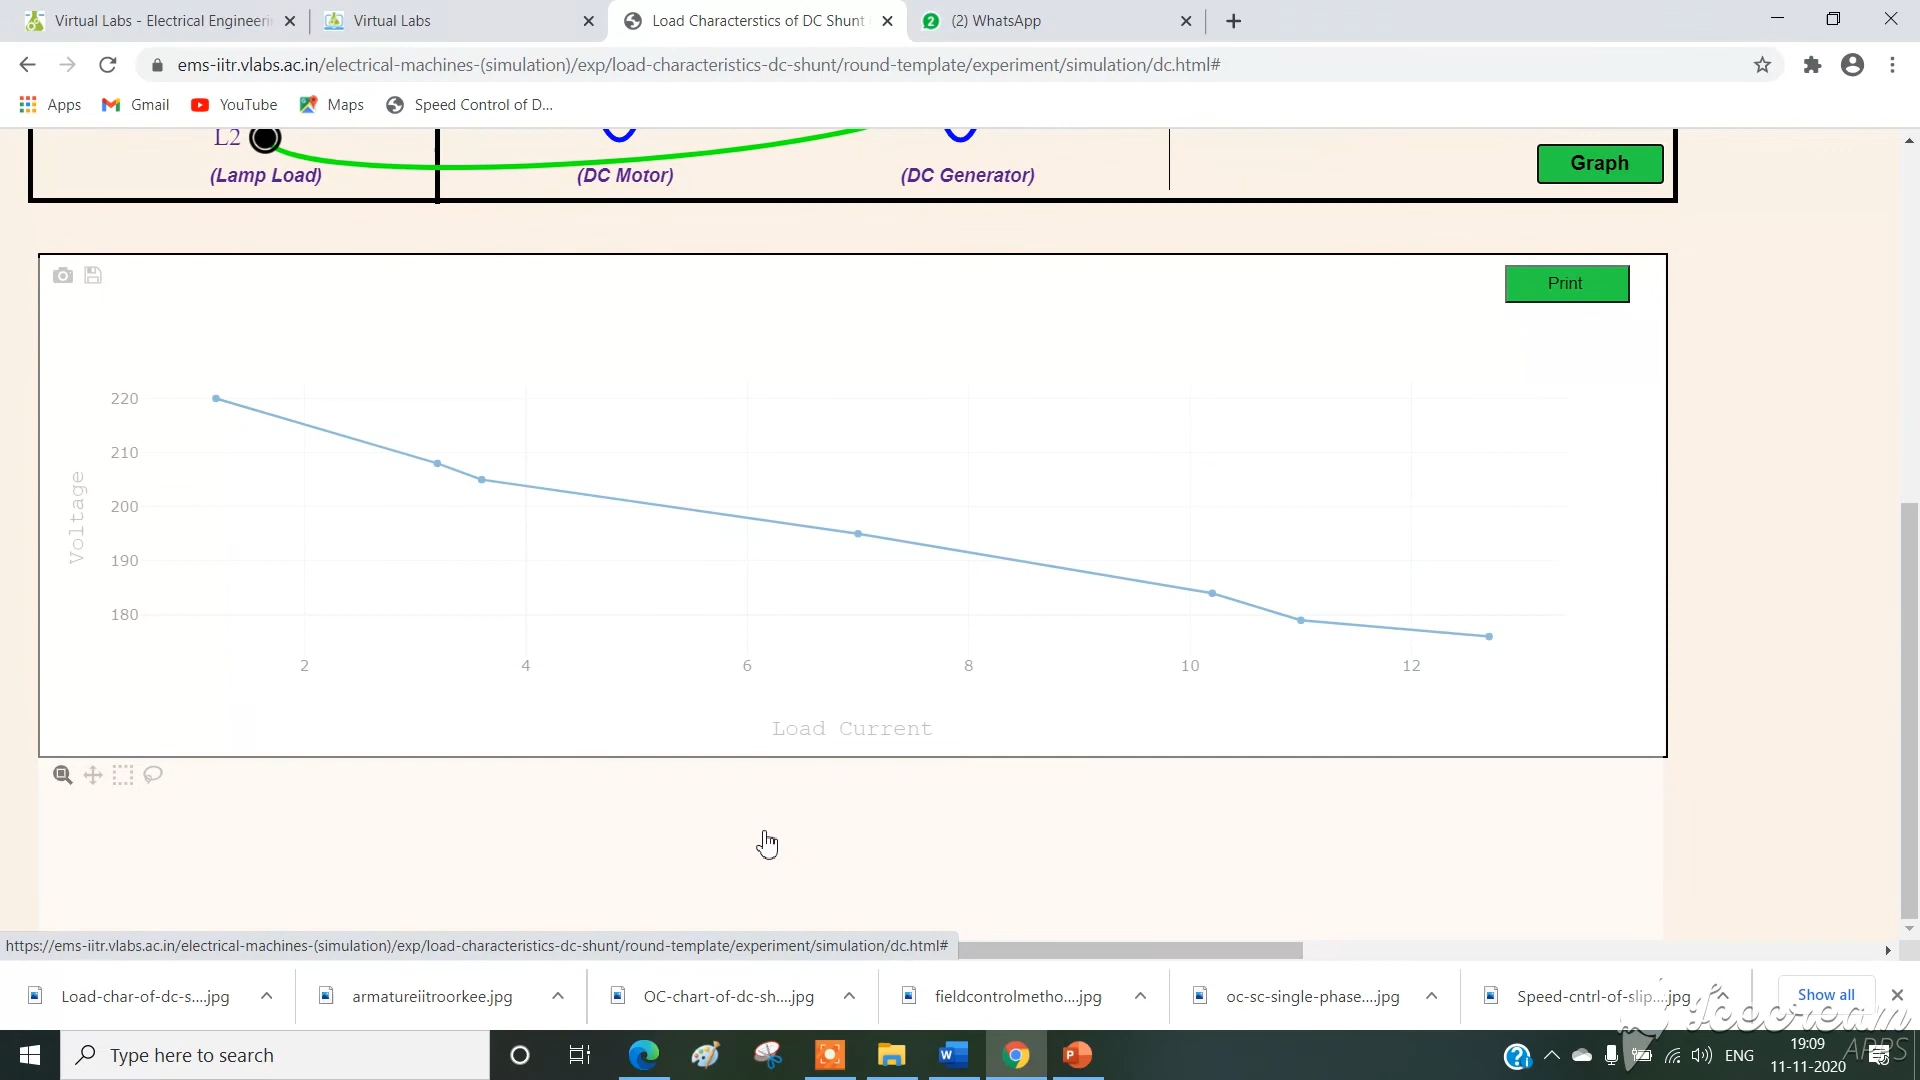 Virtual Labs - Electrical Engineerin
Virtual Labs
Load Characterstics of DC Shunt
(2) WhatsApp
ems-iitr.vlabs.ac.in/electrical-machines-(simulation)/exp/load-characteristics-dc-shunt/round-template/experiment/simulation/dc.html#
Apps
Gmail
YouTube
Maps
Speed Control of D...
L2
(Lamp Load)
(DC Motor)
(DC Generator)
Graph
Print
220
210
200
190
180
Voltage
2
4
6
8
10
12
Load Current
https://ems-iitr.vlabs.ac.in/electrical-machines-(simulation)/exp/load-characteristics-dc-shunt/round-template/experiment/simulation/dc.html#
Load-char-of-dc-s....jpg
armatureiitroorkee.jpg
OC-chart-of-dc-sh....jpg
fieldcontrolmetho....jpg
oc-sc-single-phase....jpg
Speed-cntrl-of-slip....jpg
Show all
Icecream
APPS
Type here to search
ENG
19:09
11-11-2020